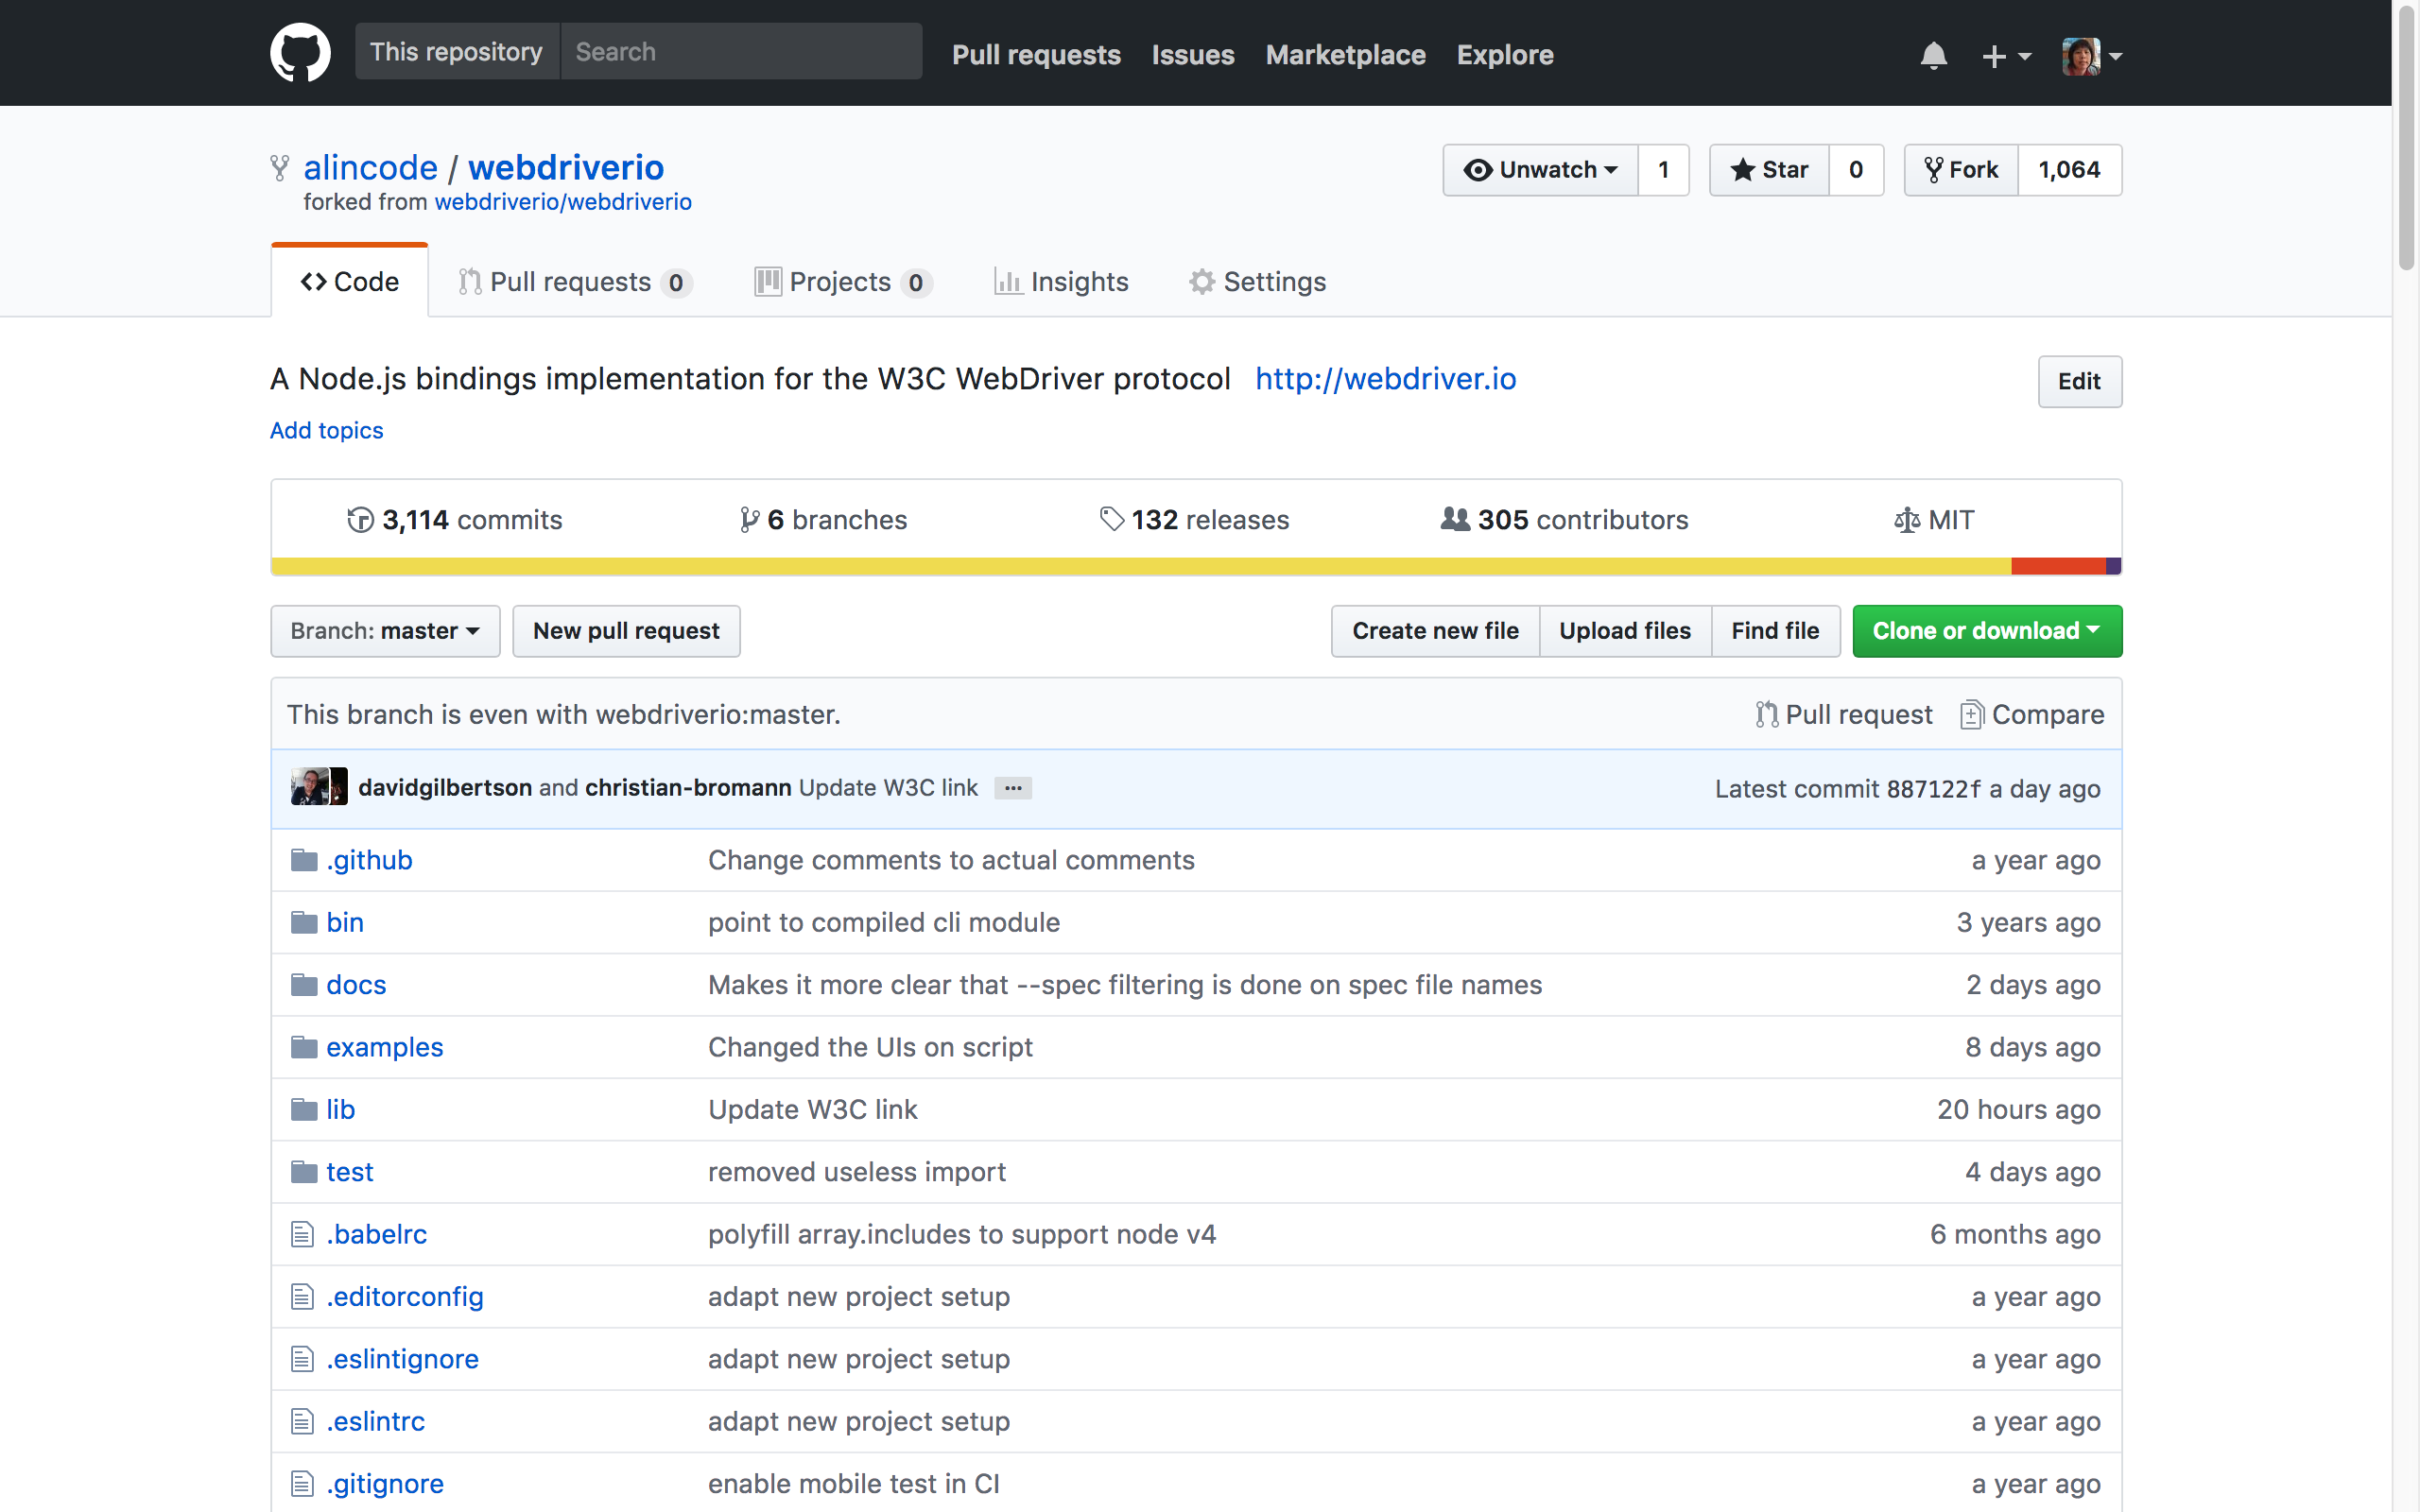 This repository Search Pull requests Issues Marketplace Explore
alincode / webdriverio Unwatch 1 Star 0 Fork 1,064
forked from webdriverio/webdriverio
Code Pull requests 0 Projects 0 Insights Settings
A Node.js bindings implementation for the W3C WebDriver protocol http://webdriver.io Edit
Add topics
3,114 commits 6 branches 132 releases 305 contributors MIT
Branch: master New pull request Create new file Upload files Find file Clone or download
This branch is even with webdriverio:master. Pull request Compare
davidgilbertson and christian-bromann Update W3C link ... Latest commit 887122f a day ago
.github Change comments to actual comments a year ago
bin point to compiled cli module 3 years ago
docs Makes it more clear that --spec filtering is done on spec file names 2 days ago
examples Changed the UIs on script 8 days ago
lib Update W3C link 20 hours ago
test removed useless import 4 days ago
.babelrc polyfill array.includes to support node v4 6 months ago
.editorconfig adapt new project setup a year ago
.eslintignore adapt new project setup a year ago
.eslintrc adapt new project setup a year ago
.gitignore enable mobile test in CI a year ago